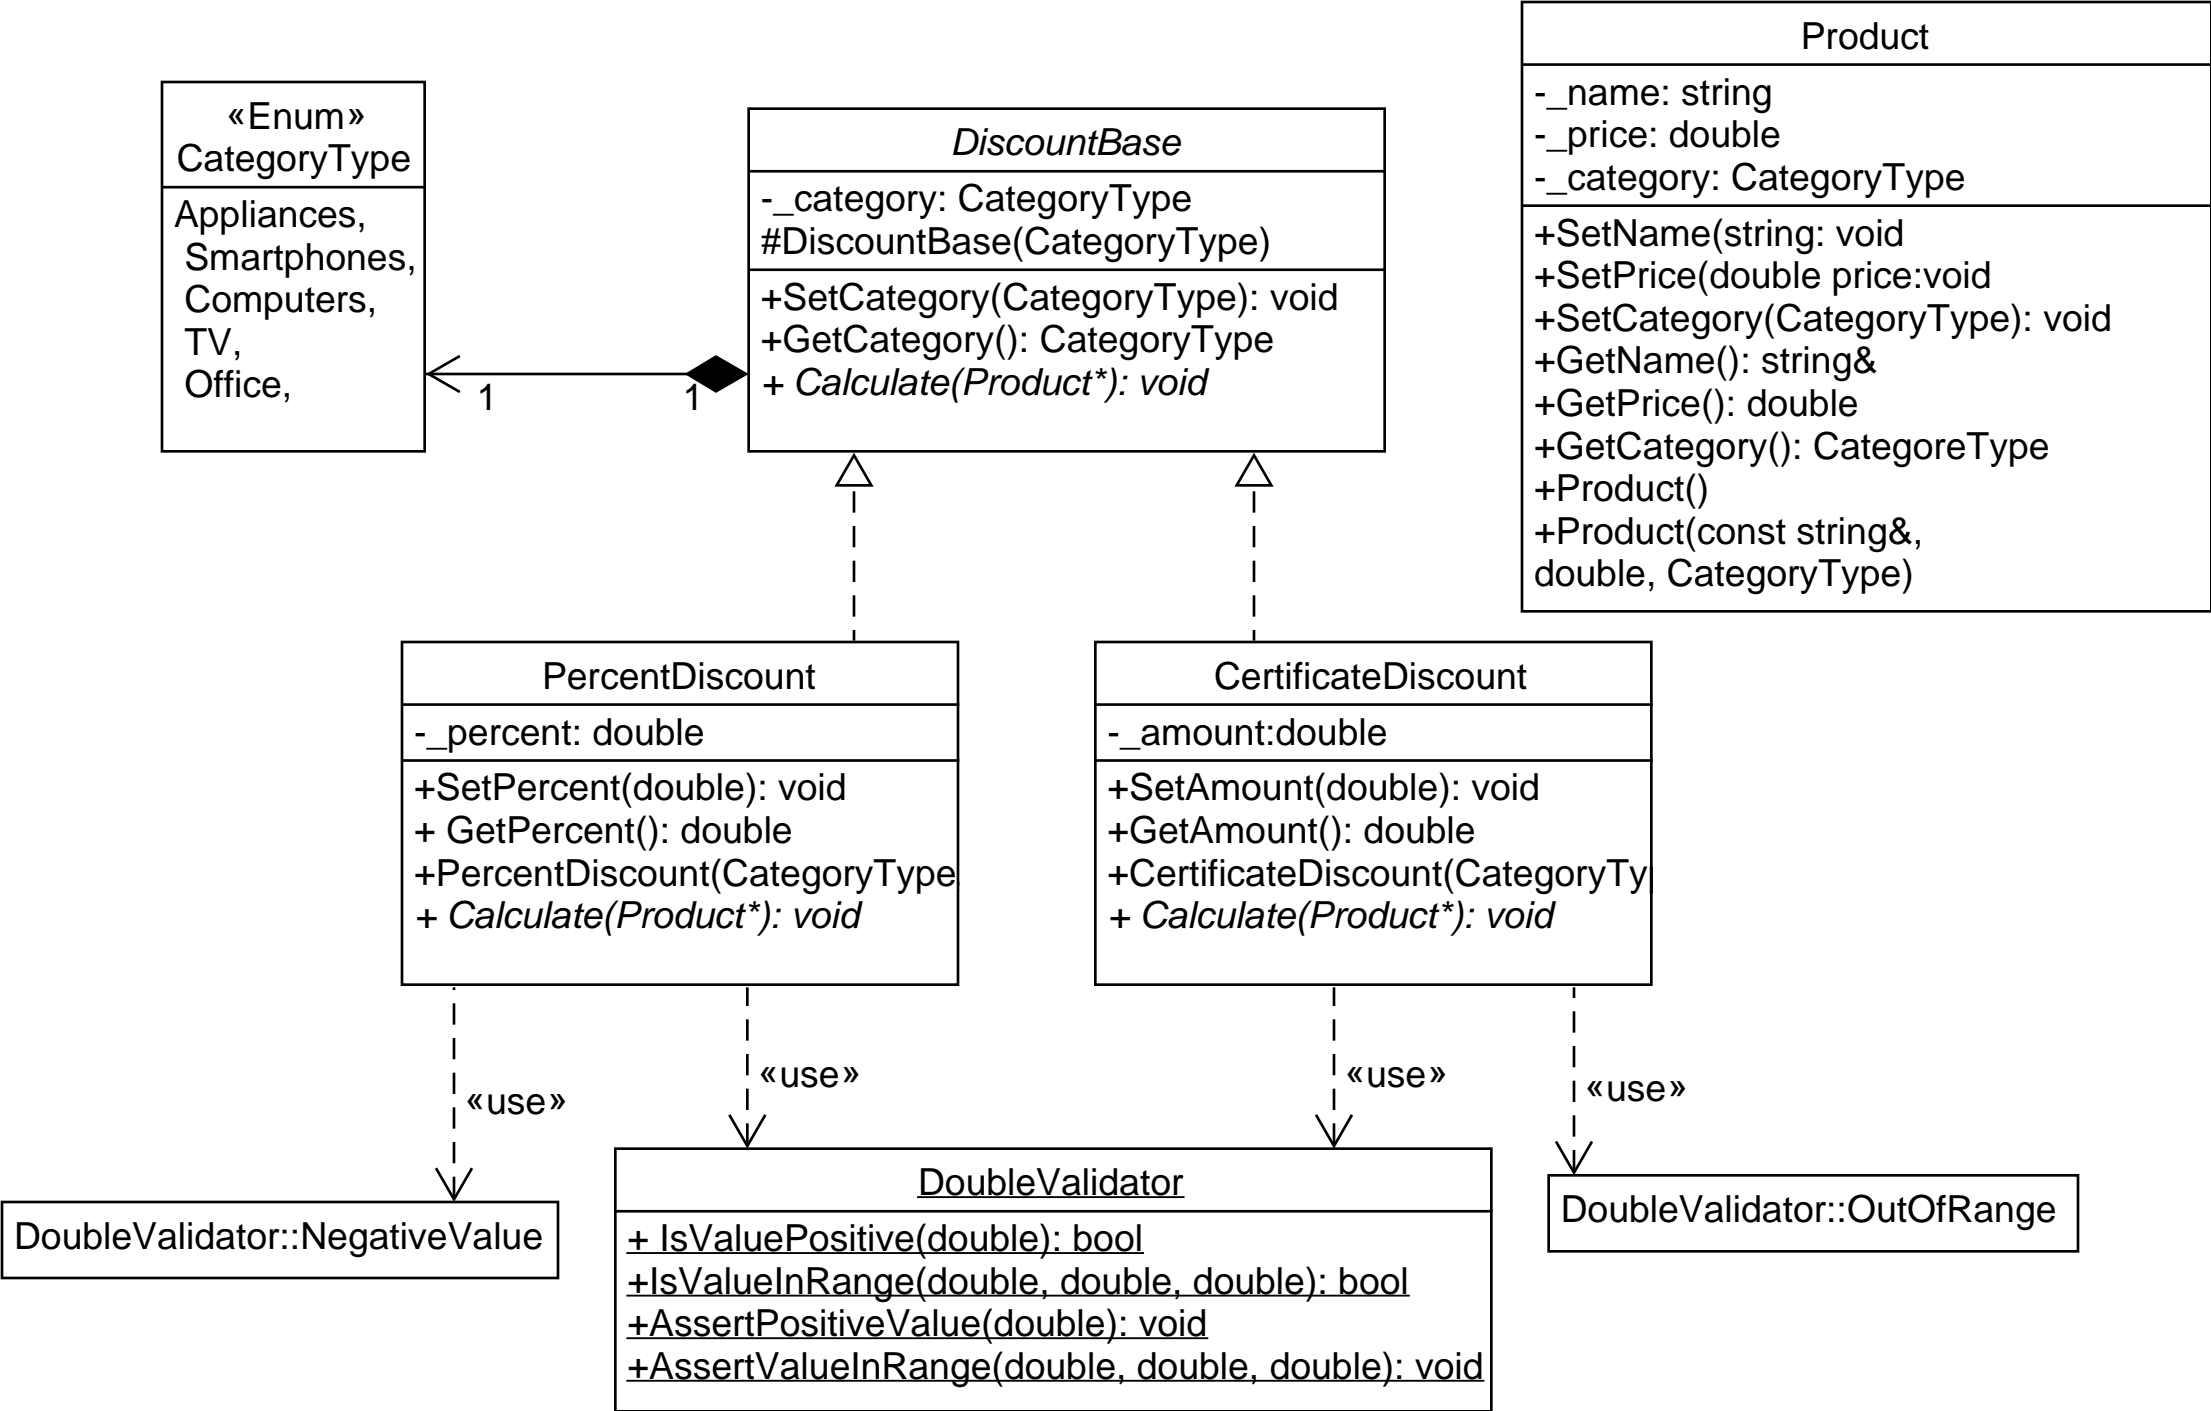 «Enum»
CategoryType
Appliances,
Smartphones,
Computers,
TV,
Office,
1
1
DiscountBase
-_category: CategoryType
#DiscountBase(CategoryType)
+SetCategory(CategoryType): void
+GetCategory(): CategoryType
+ Calculate(Product*): void
Product
-_name: string
-_price: double
-_category: CategoryType
+SetName(string: void
+SetPrice(double price:void
+SetCategory(CategoryType): void
+GetName(): string&
+GetPrice(): double
+GetCategory(): CategoreType
+Product()
+Product(const string&,
double, CategoryType)
PercentDiscount
-_percent: double
+SetPercent(double): void
+ GetPercent(): double
+PercentDiscount(CategoryType
+ Calculate(Product*): void
CertificateDiscount
-_amount:double
+SetAmount(double): void
+GetAmount(): double
+CertificateDiscount(CategoryTy
+ Calculate(Product*): void
«use»
«use»
«use»
«use»
DoubleValidator::NegativeValue
DoubleValidator
+ IsValuePositive(double): bool
+IsValueInRange(double, double, double): bool
+AssertPositiveValue(double): void
+AssertValueInRange(double, double, double): void
DoubleValidator::OutOfRange